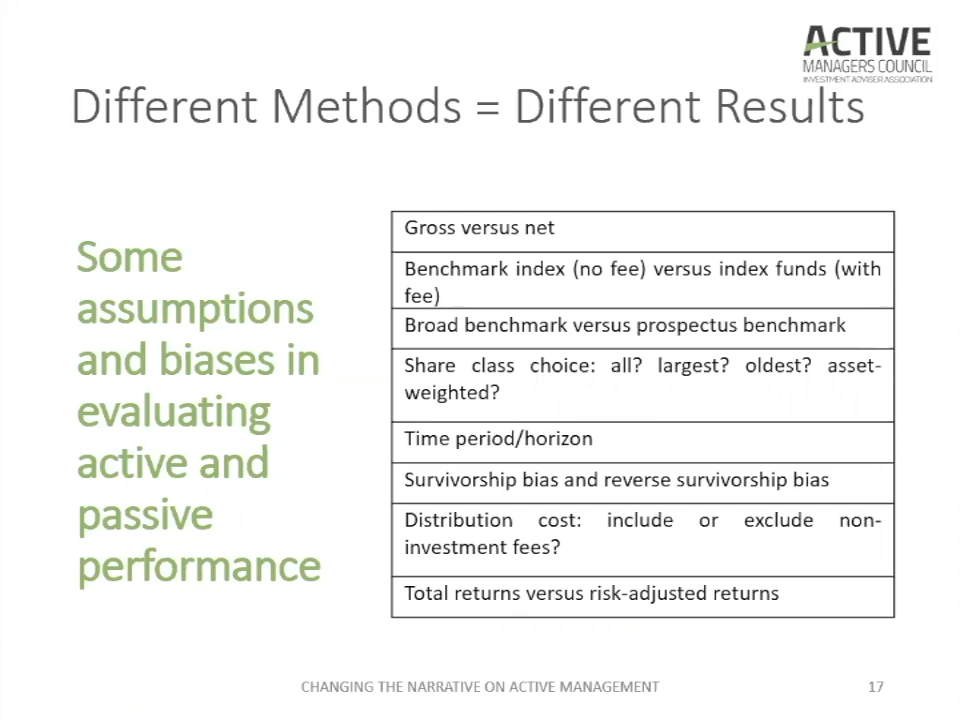 ACTIVE
MANAGERS COUNCIL
INVESTMENT ADVISER ASSOCIATION
Different Methods = Different Results
Some
assumptions
and biases in
evaluating
active and
passive
performance
Gross versus net
Benchmark index (no fee) versus index funds (with
fee)
Broad benchmark versus prospectus benchmark
Share class choice: all? largest? oldest? asset-
weighted?
Time period/horizon
Survivorship bias and reverse survivorship bias
Distribution cost: include or exclude non-
investment fees?
Total returns versus risk-adjusted returns
CHANGING THE NARRATIVE ON ACTIVE MANAGEMENT
17